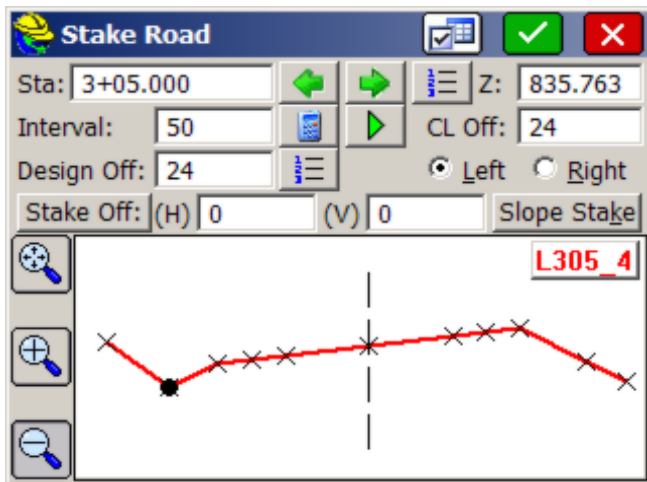 Stake Road
Sta: 3+05.000 Z: 835.763
Interval: 50 CL Off: 24
Design Off: 24 Left Right
Stake Off: (H) 0 (V) 0 Slope Stake
L305_4